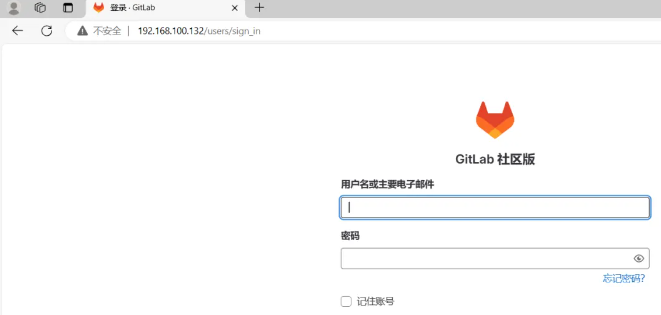 登录 · GitLab
不安全 | 192.168.100.132/users/sign_in
GitLab 社区版
用户名或主要电子邮件
密码
忘记密码?
记住账号